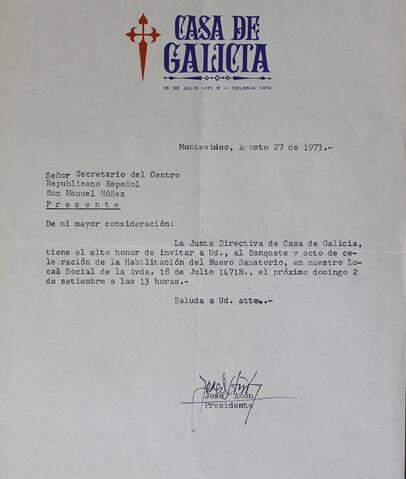 CASA DE
GALICIA
18 DE JULIO 1471 B - COLONIA 1474
Montevideo, Agosto 27 de 1973.-
Señor Secretario del Centro
Republicano Español
Don Manuel Núñez
Presente
De mi mayor consideración:
La Junta Directiva de Casa de Galicia,
tiene el alto honor de invitar a Ud., al Banquete y acto de ce-
lebración de la Habilitación del Nuevo Sanatorio, en nuestro Lo-
cal Social de la Avda. 18 de Julio 1471B., el próximo domingo 2
de setiembre a las 13 horas.-
Saluda a Ud. atte..-
José Añón
Presidente